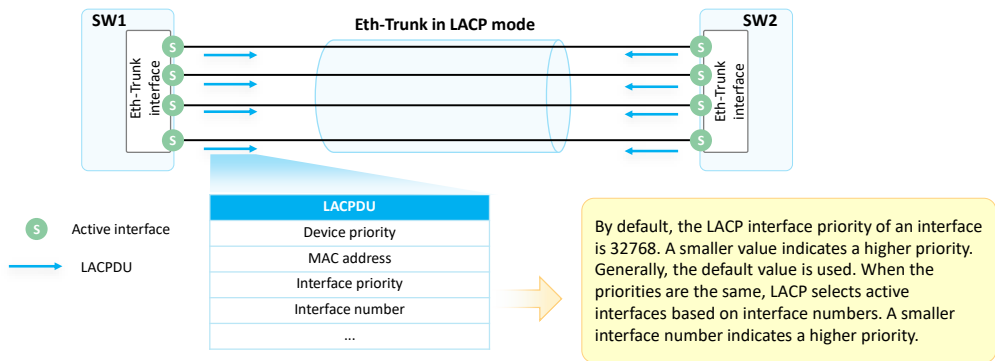 SW1
Eth-Trunk in LACP mode
SW2
Eth-Trunk
interface
S
S
S
S
S
S
S
S
Eth-Trunk
interface
LACPDU
Device priority
MAC address
Interface priority
Interface number
...
S Active interface
LACPDU
By default, the LACP interface priority of an interface
is 32768. A smaller value indicates a higher priority.
Generally, the default value is used. When the
priorities are the same, LACP selects active
interfaces based on interface numbers. A smaller
interface number indicates a higher priority.